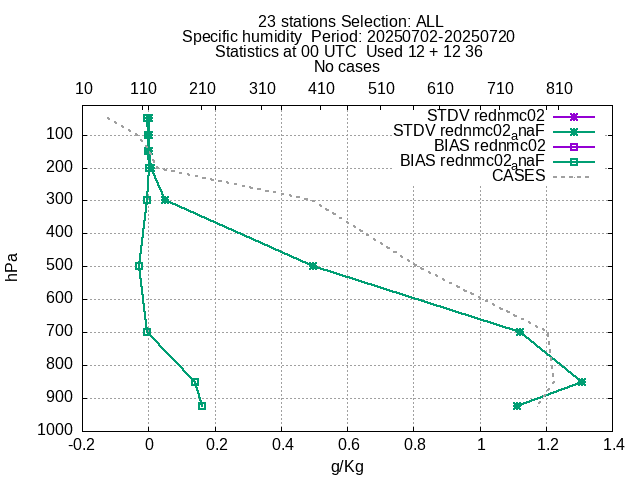 23 stations Selection: ALL
Specific humidity  Period: 20250702-20250720
Statistics at 00 UTC  Used 12 + 12 36
No cases
10 110 210 310 410 510 610 710 810
STDV rednmc02
STDV rednmc02anaF
BIAS rednmc02
BIAS rednmc02anaF
CASES
100
200
300
400
500
600
700
800
900
1000
hPa
-0.2 0 0.2 0.4 0.6 0.8 1 1.2 1.4
g/Kg